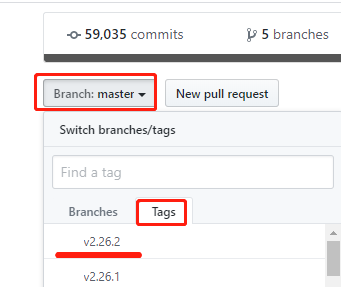 59,035 commits 5 branches
Branch: master New pull request
Switch branches/tags
Find a tag
Branches Tags
v2.26.2
v2.26.1